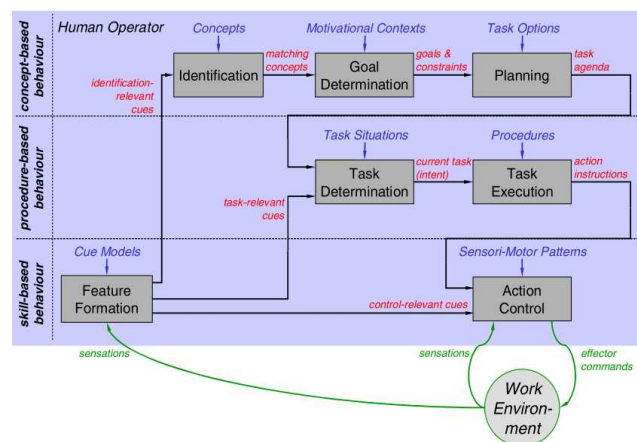 concept-based
behaviour
Human Operator
Concepts
Motivational Contexts
Task Options
Identification
matching
concepts
Goal
Determination
goals &
constraints
Planning
task
agenda
identification-
relevant
cues
procedure-based
behaviour
Task Situations
Procedures
Task
Determination
current task
(intent)
Task
Execution
action
instructions
task-relevant
cues
skill-based
behaviour
Cue Models
Sensori-Motor Patterns
Feature
Formation
control-relevant cues
Action
Control
sensations
sensations
effector
commands
Work
Environ-
ment